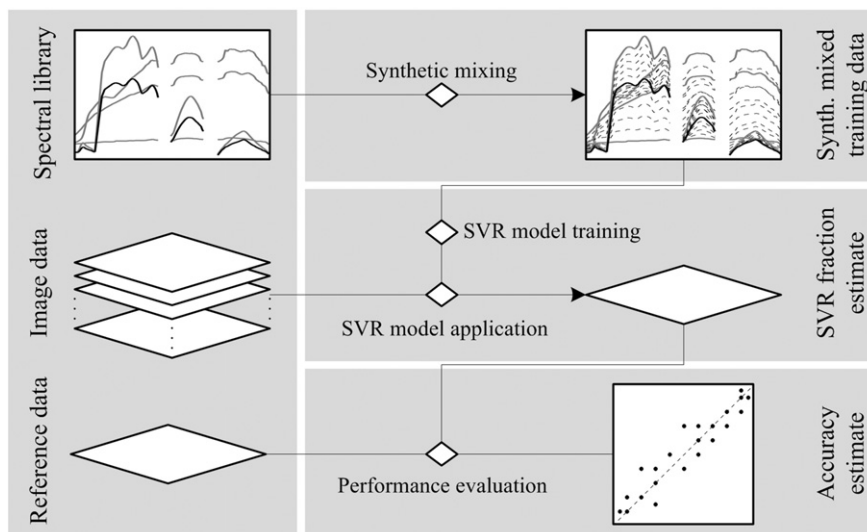 Spectral library
Synthetic mixing
Synth. mixed
training data
Image data
SVR model training
SVR model application
SVR fraction
estimate
Reference data
Performance evaluation
Accuracy
estimate